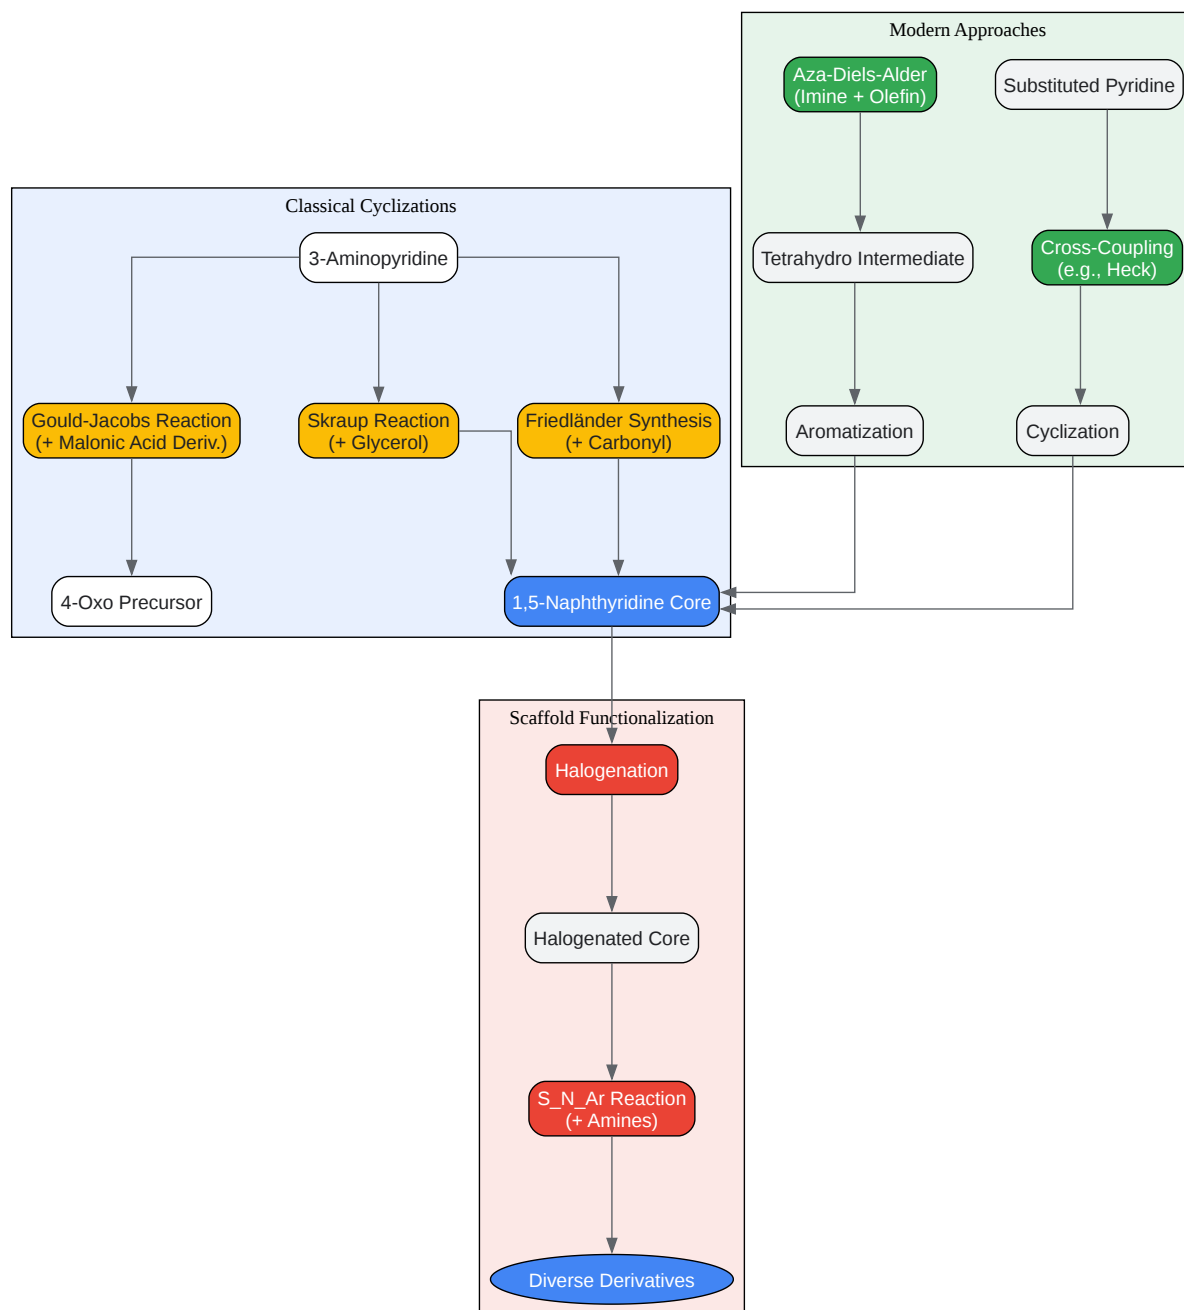 Modern Approaches
Aza-Diels-Alder
(Imine + Olefin)
Substituted Pyridine
Classical Cyclizations
3-Aminopyridine
Tetrahydro Intermediate
Cross-Coupling
(e.g., Heck)
Gould-Jacobs Reaction
(+ Malonic Acid Deriv.)
Skraup Reaction
(+ Glycerol)
Friedländer Synthesis
(+ Carbonyl)
Aromatization
Cyclization
4-Oxo Precursor
1,5-Naphthyridine Core
Scaffold Functionalization
Halogenation
Halogenated Core
S_N_Ar Reaction
(+ Amines)
Diverse Derivatives